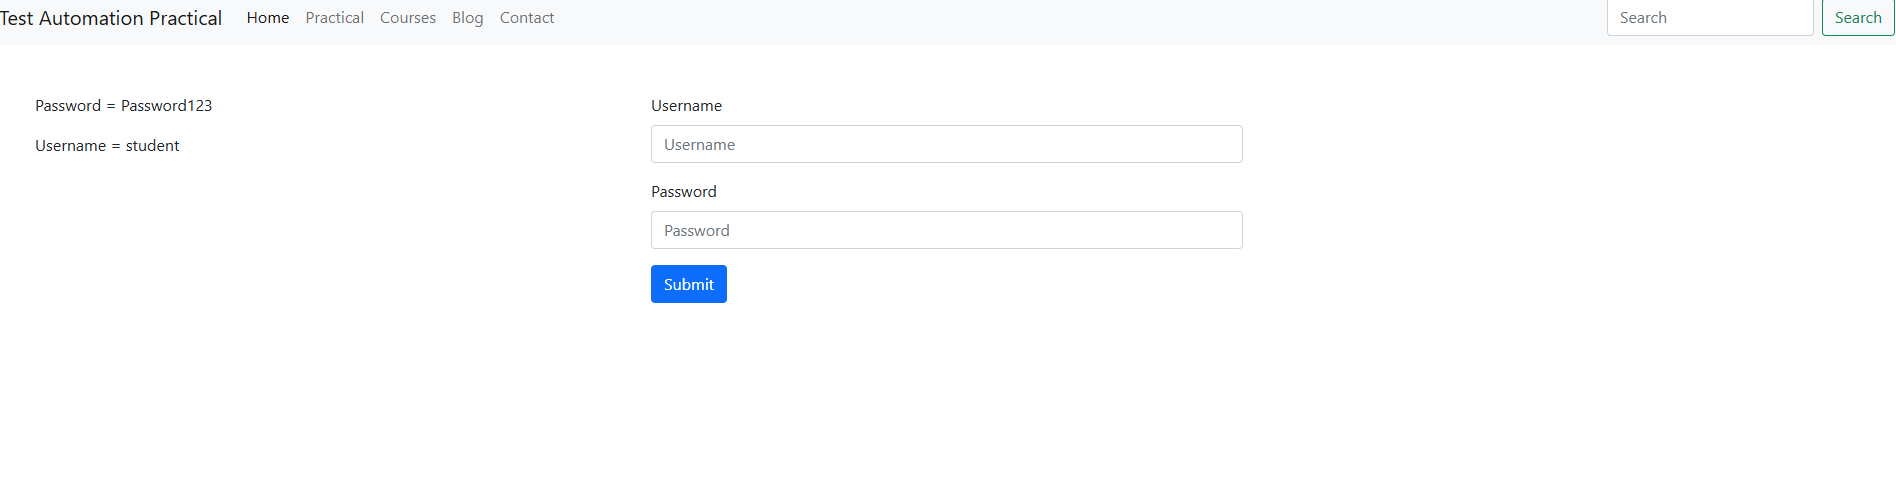 Test Automation Practical Home Practical Courses Blog Contact Search Search
Password = Password123
Username = student
Username
Username
Password
Password
Submit